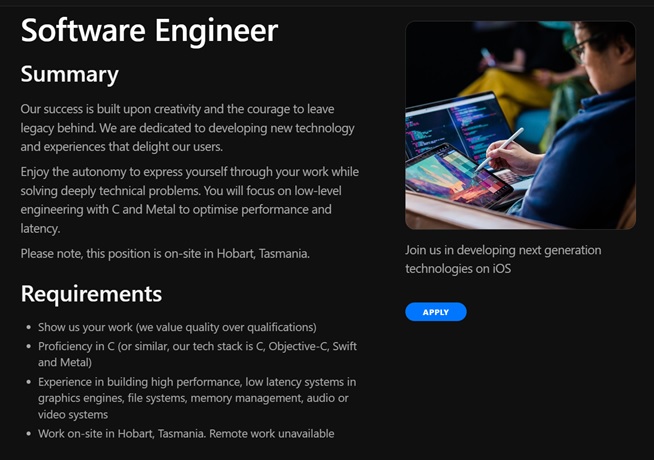 Software Engineer
Summary
Our success is built upon creativity and the courage to leave
legacy behind. We are dedicated to developing new technology
and experiences that delight our users.
Enjoy the autonomy to express yourself through your work while
solving deeply technical problems. You will focus on low-level
engineering with C and Metal to optimise performance and
latency.
Please note, this position is on-site in Hobart, Tasmania.
Requirements
Show us your work (we value quality over qualifications)
Proficiency in C (or similar, our tech stack is C, Objective-C, Swift
and Metal)
Experience in building high performance, low latency systems in
graphics engines, file systems, memory management, audio or
video systems
Work on-site in Hobart, Tasmania. Remote work unavailable
Join us in developing next generation
technologies on iOS
APPLY